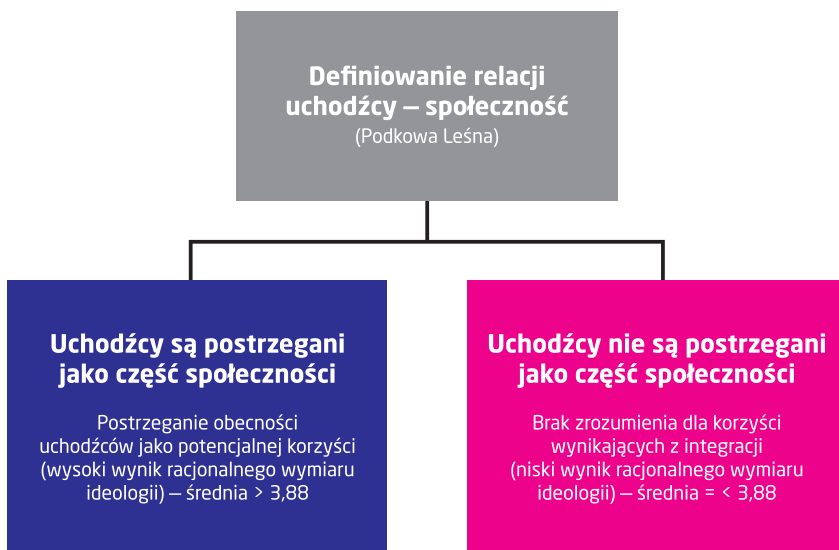 Definiowanie relacji
uchodźcy — społeczność
(Podkowa Leśna)
Uchodźcy są postrzegani
jako część społeczności
Postrzeganie obecności
uchodźców jako potencjalnej korzyści
(wysoki wynik racjonalnego wymiaru
ideologii) — średnia > 3,88
Uchodźcy nie są postrzegani
jako część społeczności
Brak zrozumienia dla korzyści
wynikających z integracji
(niski wynik racjonalnego wymiaru
ideologii) — średnia = < 3,88